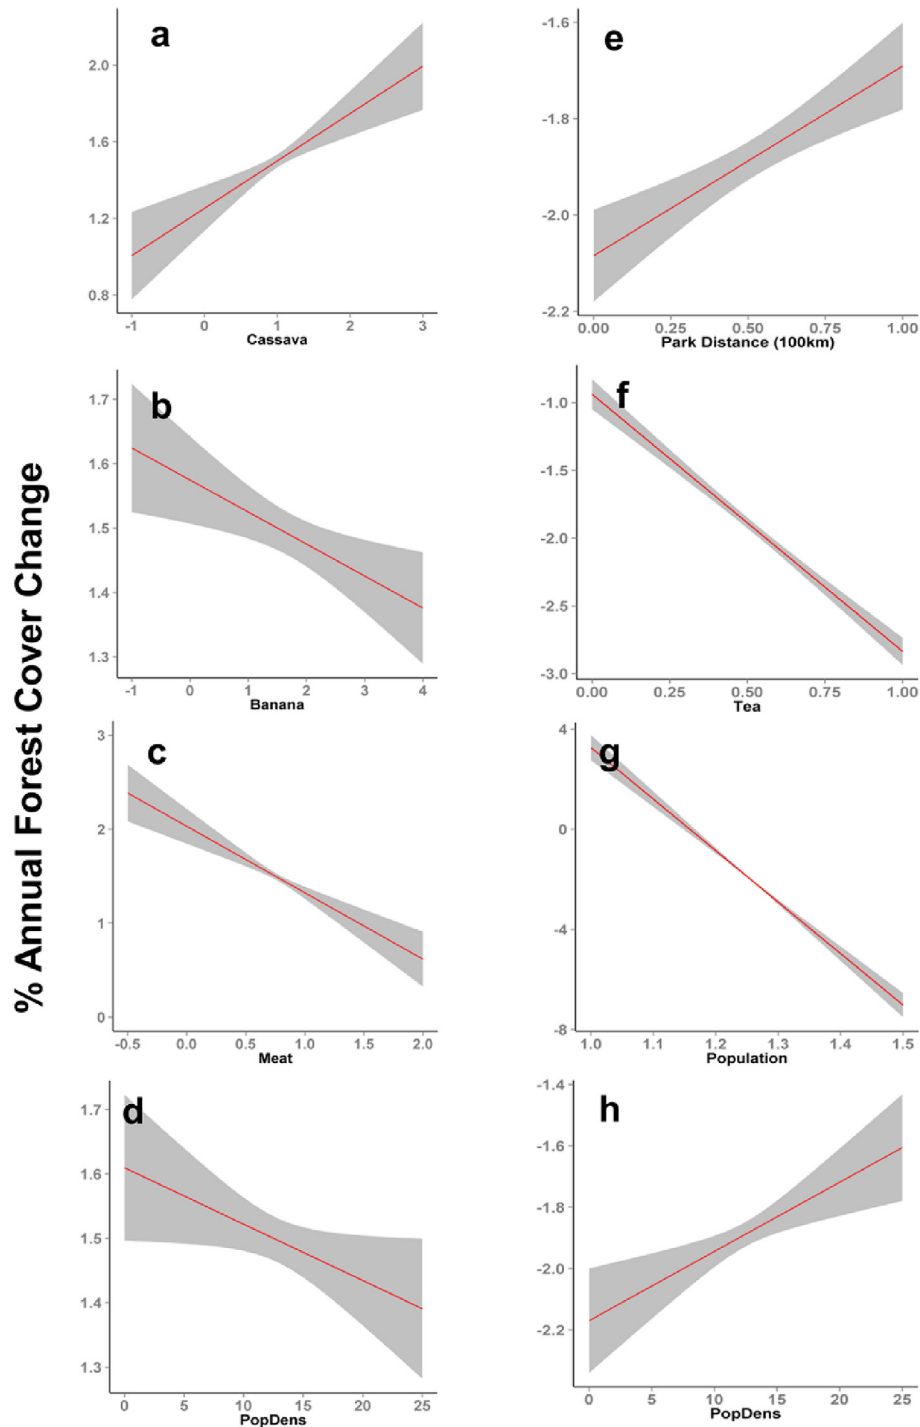 % Annual Forest Cover Change
a
2.0
1.6
1.2
0.8
-1 0 1 2 3
Cassava
b
1.7
1.6
1.5
1.4
1.3
-1 0 1 2 3 4
Banana
c
3
2
1
0
-0.5 0.0 0.5 1.0 1.5 2.0
Meat
d
1.7
1.6
1.5
1.4
1.3
0 5 10 15 20 25
PopDens
e
-1.6
-1.8
-2.0
-2.2
0.00 0.25 0.50 0.75 1.00
Park Distance (100km)
f
-1.0
-1.5
-2.0
-2.5
-3.0
0.00 0.25 0.50 0.75 1.00
Tea
g
4
0
-4
-8
1.0 1.1 1.2 1.3 1.4 1.5
Population
h
-1.4
-1.6
-1.8
-2.0
-2.2
0 5 10 15 20 25
PopDens